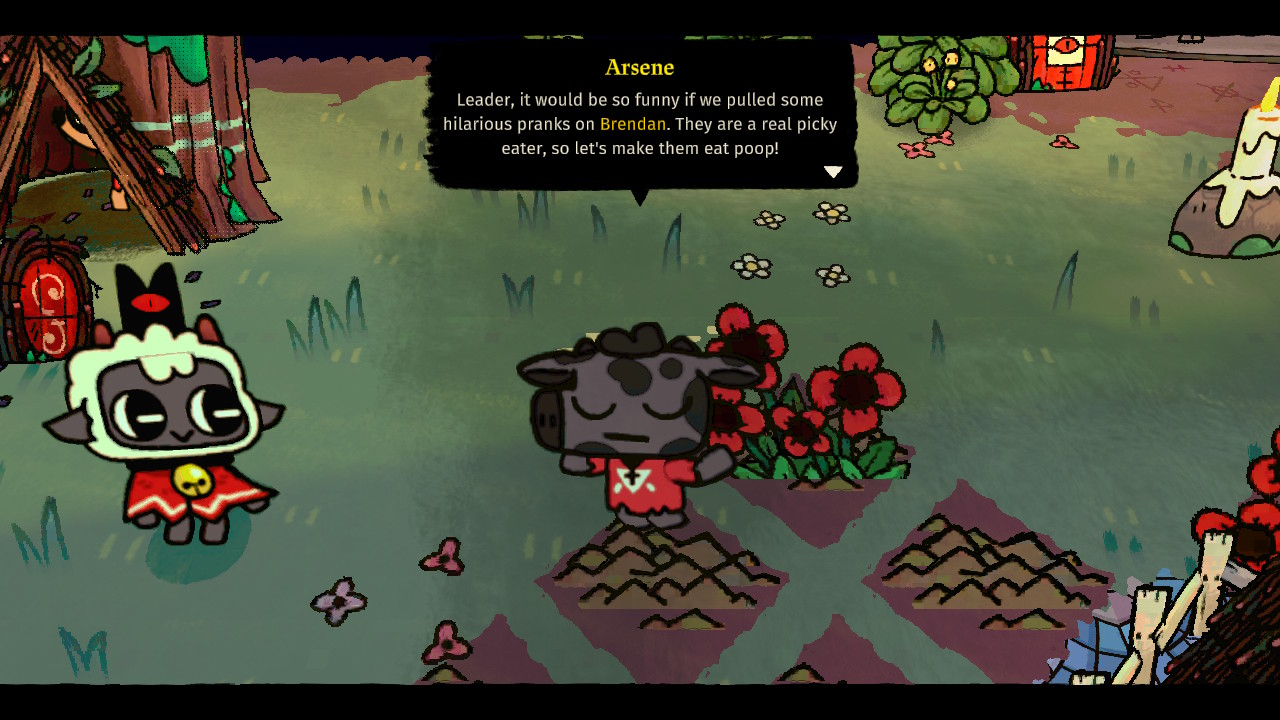 Arsene
Leader, it would be so funny if we pulled some
hilarious pranks on Brendan. They are a real picky
eater, so let's make them eat poop!